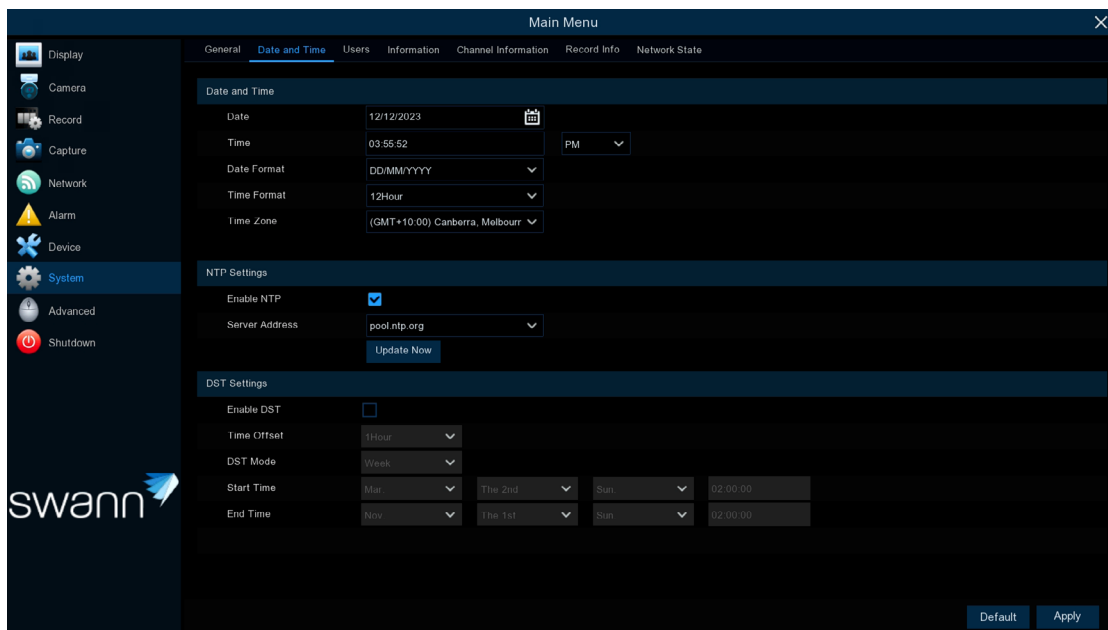 Main Menu
Display
Camera
Record
Capture
Network
Alarm
Device
System
Advanced
Shutdown
swann
General Date and Time Users Information Channel Information Record Info Network State
Date and Time
Date 12/12/2023
Time 03:55:52 PM
Date Format DD/MM/YYYY
Time Format 12Hour
Time Zone (GMT+10:00) Canberra, Melbourr
NTP Settings
Enable NTP
Server Address pool.ntp.org
Update Now
DST Settings
Enable DST
Time Offset 1Hour
DST Mode Week
Start Time Mar. The 2nd Sun. 02:00:00
End Time Nov The 1st Sun 02:00:00
Default Apply